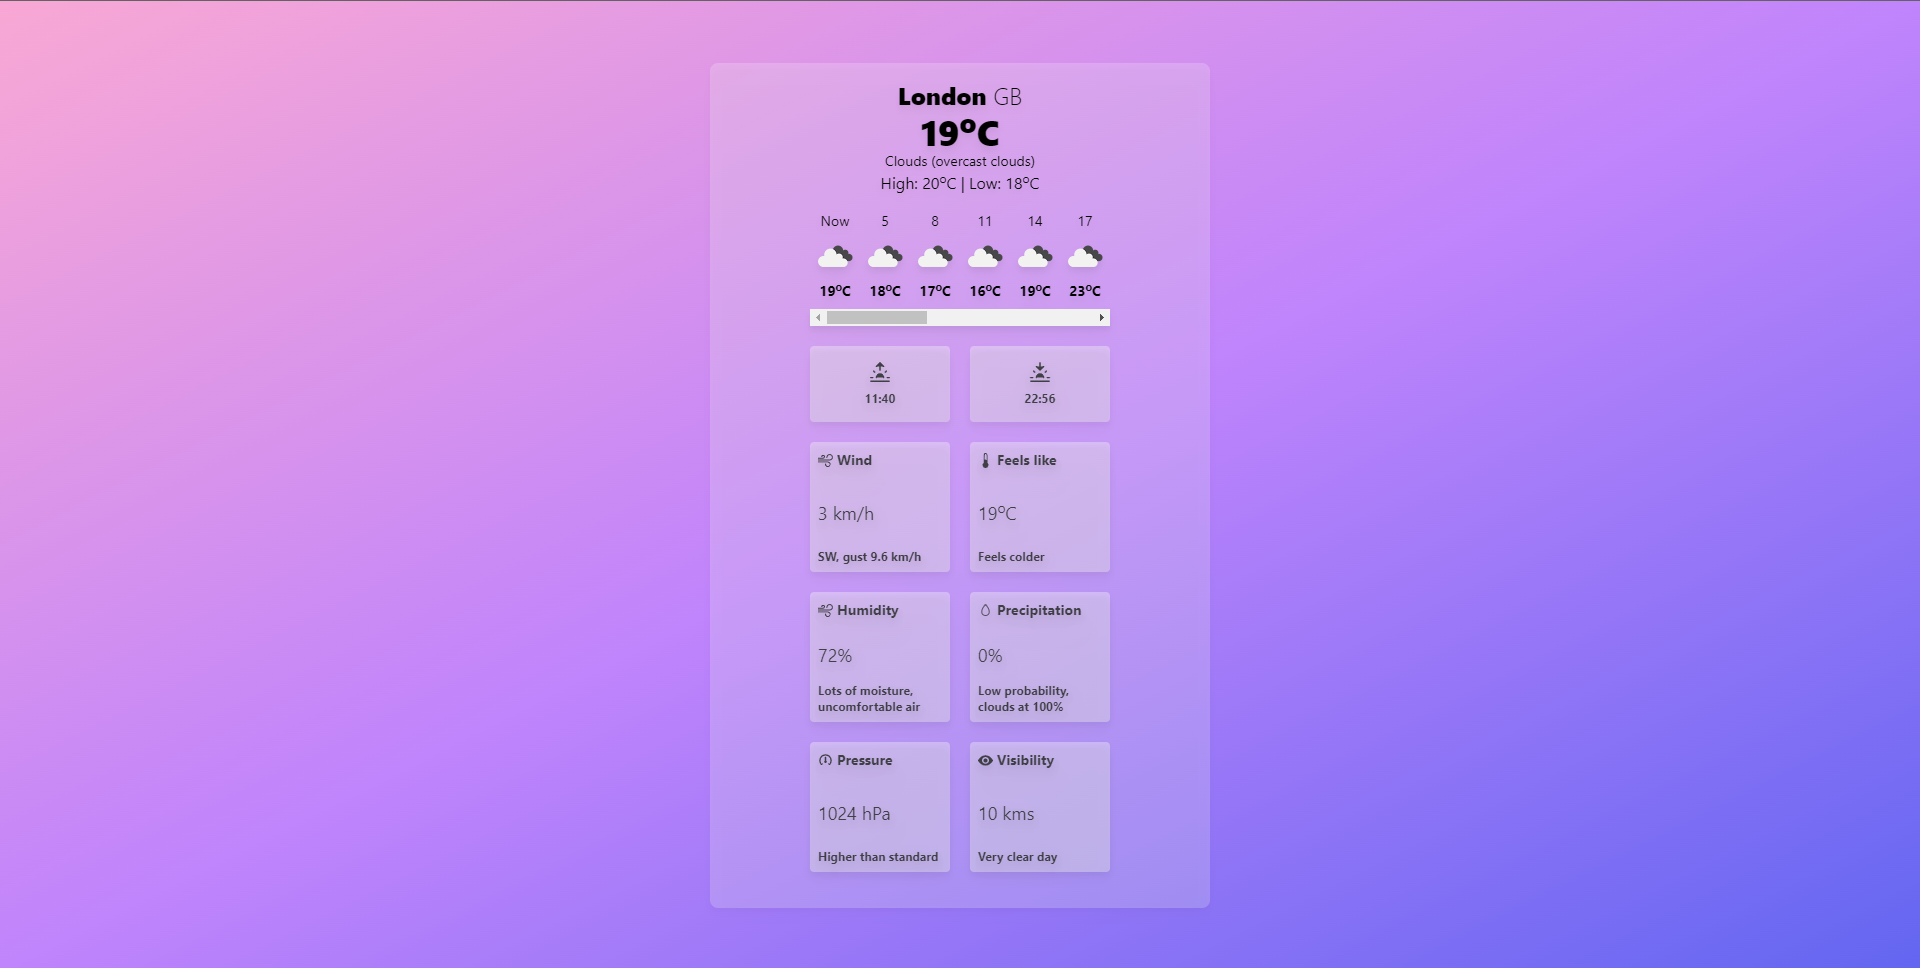 London GB
19°C
Clouds (overcast clouds)
High: 20°C | Low: 18°C
Now 5 8 11 14 17
19°C 18°C 17°C 16°C 19°C 23°C
11:40 22:56
Wind
3 km/h
SW, gust 9.6 km/h
Feels like
19°C
Feels colder
Humidity
72%
Lots of moisture,
uncomfortable air
Precipitation
0%
Low probability,
clouds at 100%
Pressure
1024 hPa
Higher than standard
Visibility
10 kms
Very clear day